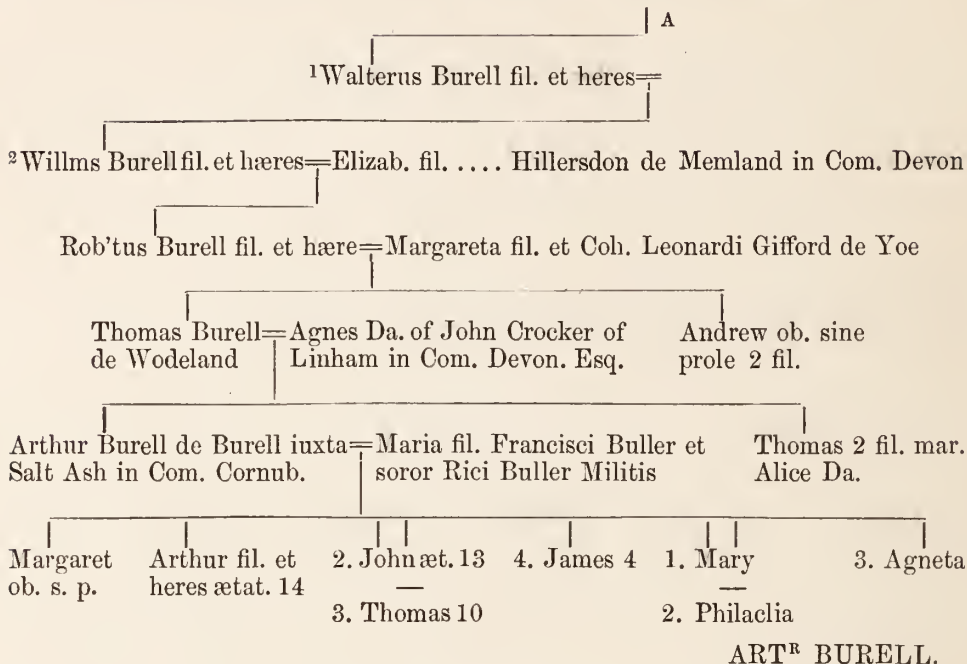 A
¹Walterus Burell fil. et heres=
²Willms Burell fil. et hæres=Elizab. fil. ..... Hillersdon de Memland in Com. Devon
Rob'tus Burell fil. et hære=Margareta fil. et Coh. Leonardi Gifford de Yoe
Thomas Burell=Agnes Da. of John Crocker of Andrew ob. sine
de Wodeland Linham in Com. Devon. Esq. prole 2 fil.
Arthur Burell de Burell iuxta=Maria fil. Francisci Buller et Thomas 2 fil. mar.
Salt Ash in Com. Cornub. soror Rici Buller Militis Alice Da.
Margaret Arthur fil. et 2. John æt. 13 4. James 4 1. Mary 3. Agneta
ob. s. p. heres ætat. 14 — —
3. Thomas 10 2. Philaclia
ARTᴿ BURELL.